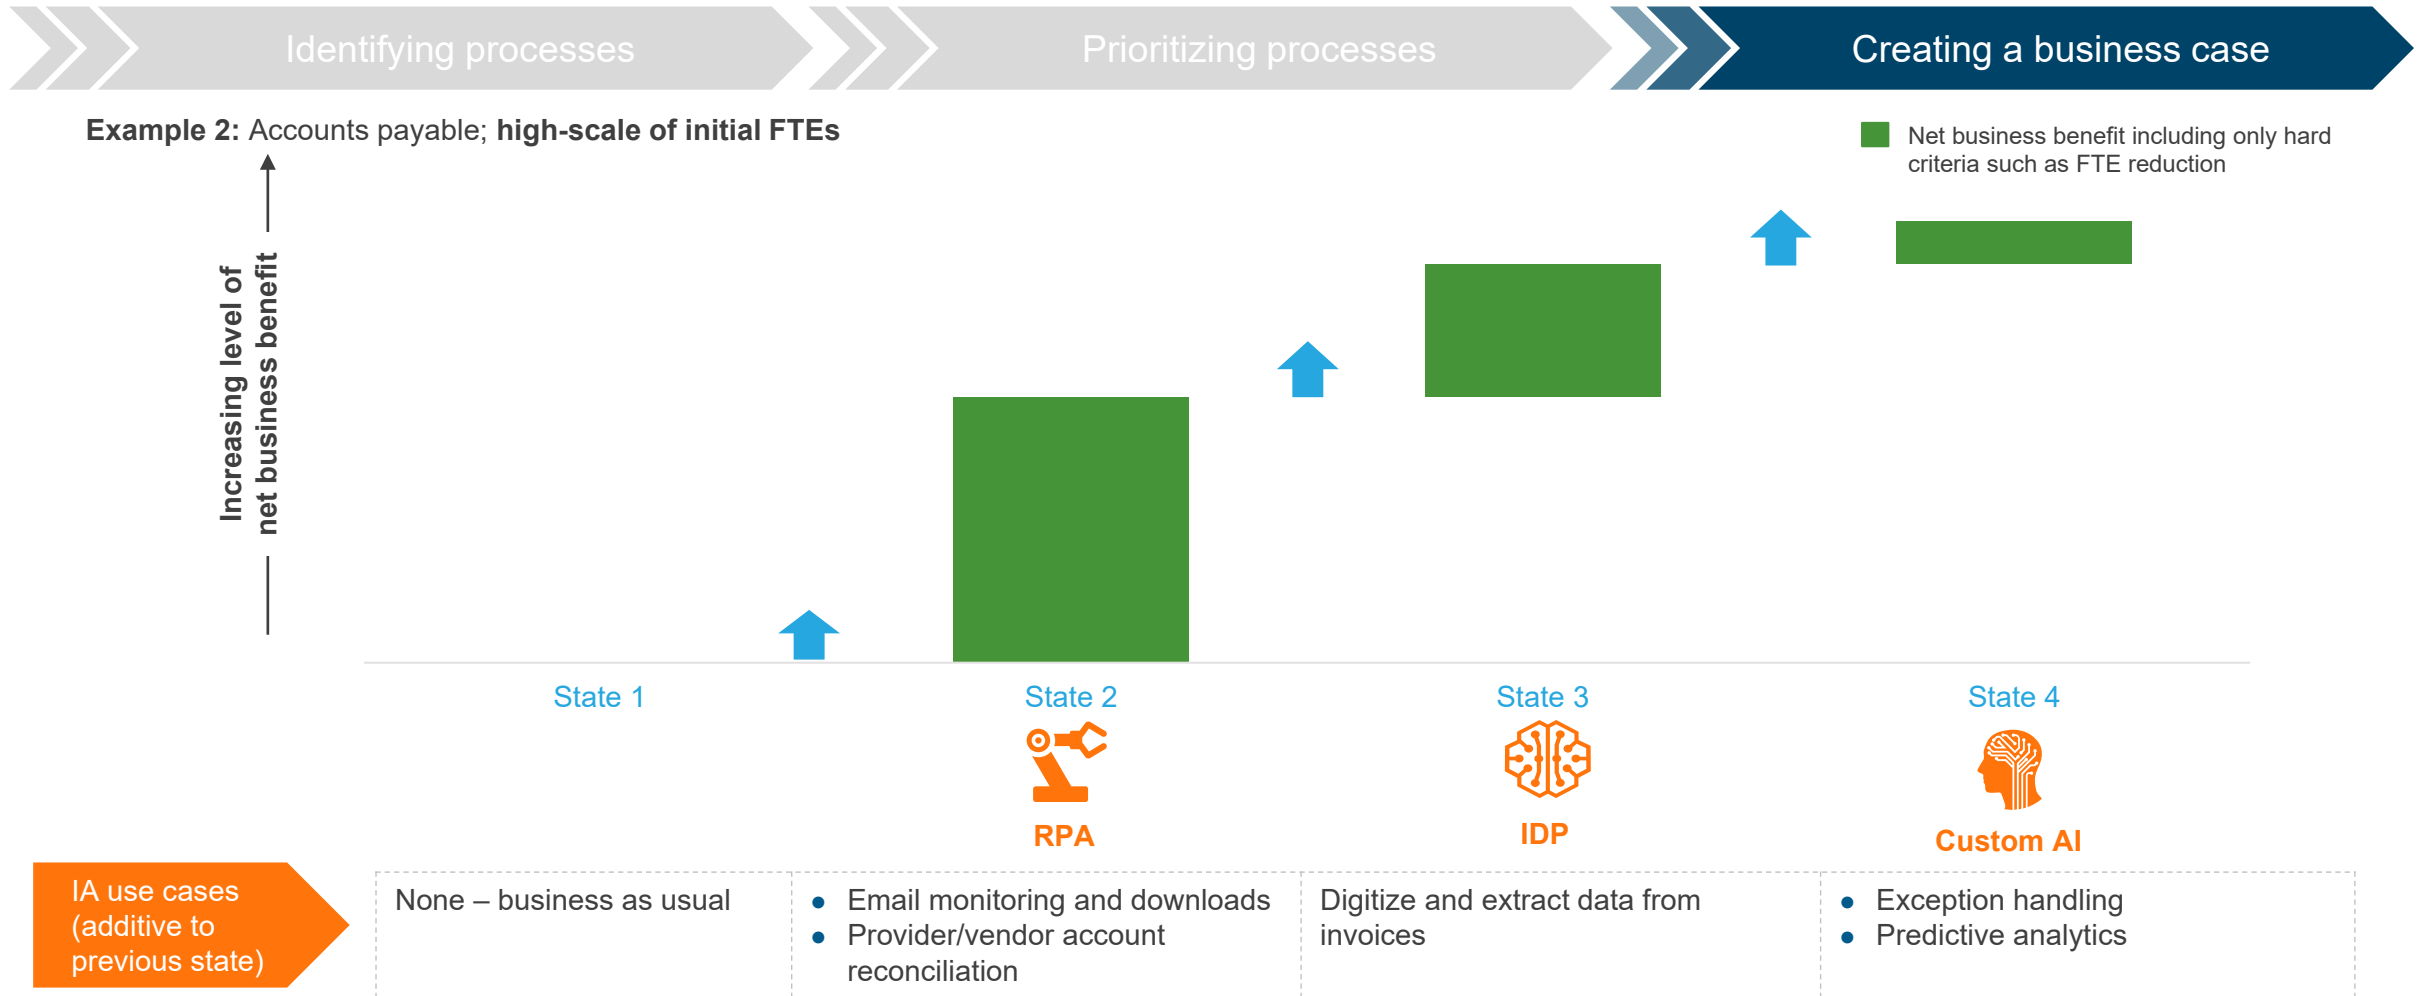 Identifying processes
Prioritizing processes
Creating a business case
Example 2: Accounts payable; high-scale of initial FTEs
Net business benefit including only hard
criteria such as FTE reduction
Increasing level of
net business benefit
State 1
State 2
State 3
State 4
RPA
IDP
Custom AI
IA use cases
(additive to
previous state)
None – business as usual
● Email monitoring and downloads
● Provider/vendor account
reconciliation
Digitize and extract data from
invoices
● Exception handling
● Predictive analytics